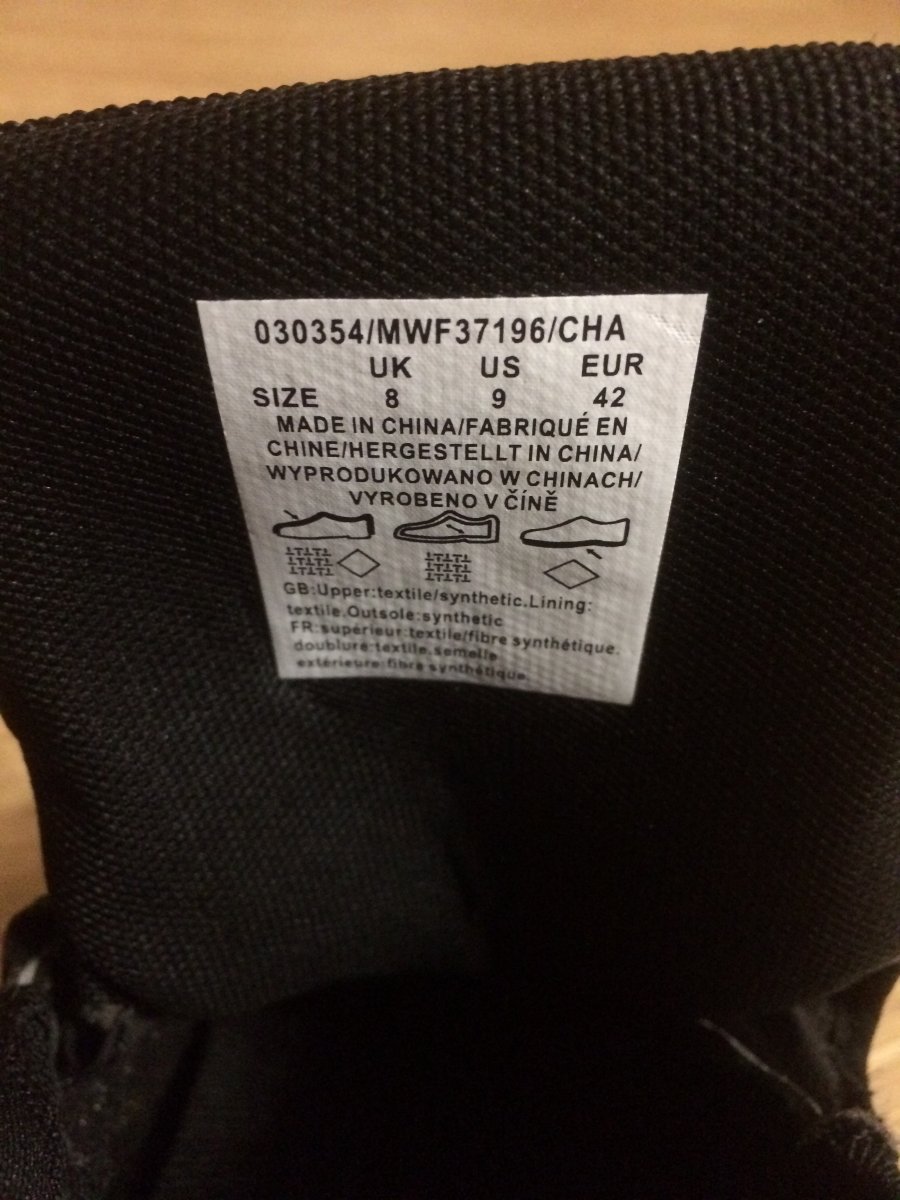 030354/MWF37196/CHA
UK US EUR
SIZE 8 9 42
MADE IN CHINA/FABRIQUÉ EN
CHINE/HERGESTELLT IN CHINA/
WYPRODUKOWANO W CHINACH/
VYROBENO V ČÍNĚ
GB:Upper:textile/synthetic.Lining:
textile.Outsole:synthetic
FR:supérieur:textile/fibre synthétique.
doublure:textile.semelle
extérieure:fibre synthétique.